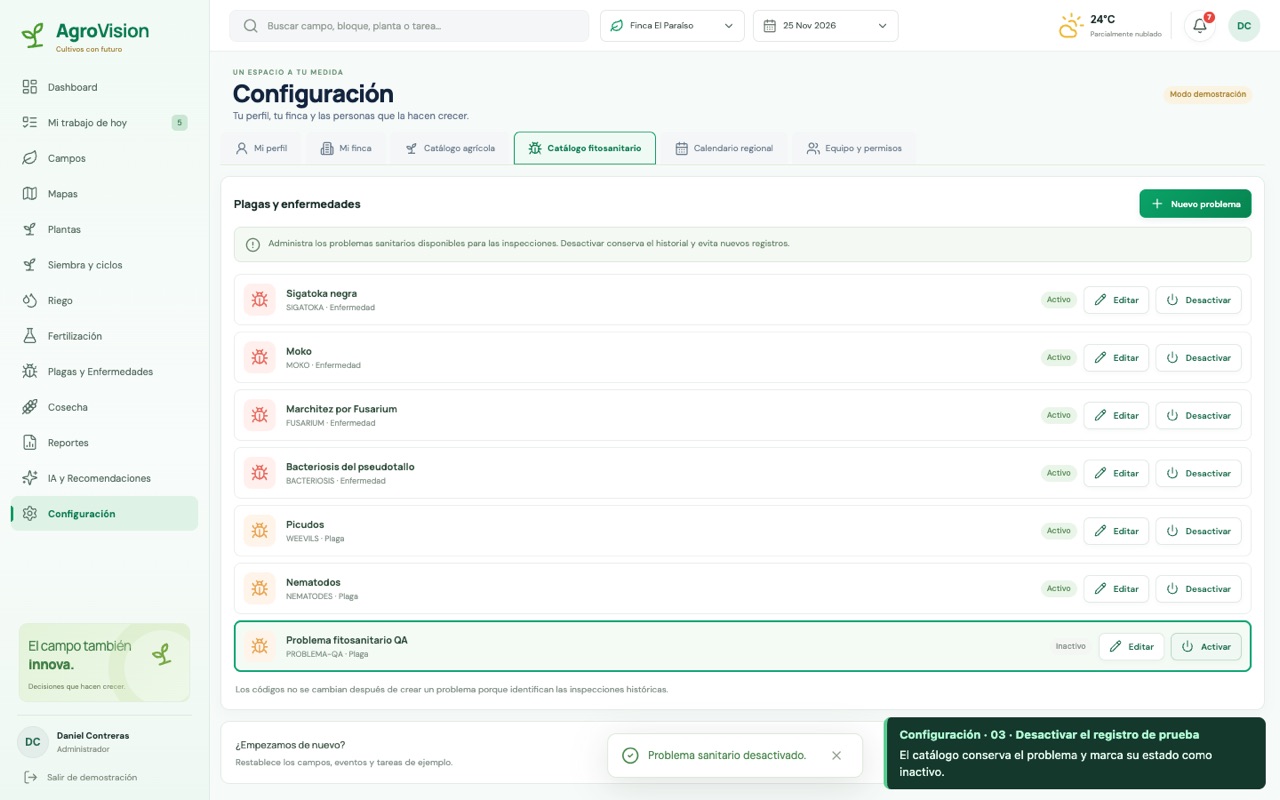 AgroVision
Cultivos con futuro
Dashboard
Mi trabajo de hoy
5
Campos
Mapas
Plantas
Siembra y ciclos
Riego
Fertilización
Plagas y Enfermedades
Cosecha
Reportes
IA y Recomendaciones
Configuración
El campo también
innova.
Decisiones que hacen crecer.
DC
Daniel Contreras
Administrador
Salir de demostración
Buscar campo, bloque, planta o tarea...
Finca El Paraíso
25 Nov 2026
24°C
Parcialmente nublado
7
DC
UN ESPACIO A TU MEDIDA
Configuración
Tu perfil, tu finca y las personas que la hacen crecer.
Modo demostración
Mi perfil
Mi finca
Catálogo agrícola
Catálogo fitosanitario
Calendario regional
Equipo y permisos
Plagas y enfermedades
Nuevo problema
Administra los problemas sanitarios disponibles para las inspecciones. Desactivar conserva el historial y evita nuevos registros.
Sigatoka negra
SIGATOKA · Enfermedad
Activo
Editar
Desactivar
Moko
MOKO · Enfermedad
Activo
Editar
Desactivar
Marchitez por Fusarium
FUSARIUM · Enfermedad
Activo
Editar
Desactivar
Bacteriosis del pseudotallo
BACTERIOSIS · Enfermedad
Activo
Editar
Desactivar
Picudos
WEEVILS · Plaga
Activo
Editar
Desactivar
Nematodos
NEMATODES · Plaga
Activo
Editar
Desactivar
Problema fitosanitario QA
PROBLEMA-QA · Plaga
Inactivo
Editar
Activar
Los códigos no se cambian después de crear un problema porque identifican las inspecciones históricas.
¿Empezamos de nuevo?
Restablece los campos, eventos y tareas de ejemplo.
Problema sanitario desactivado.
Configuración · 03 · Desactivar el registro de prueba
El catálogo conserva el problema y marca su estado como
inactivo.